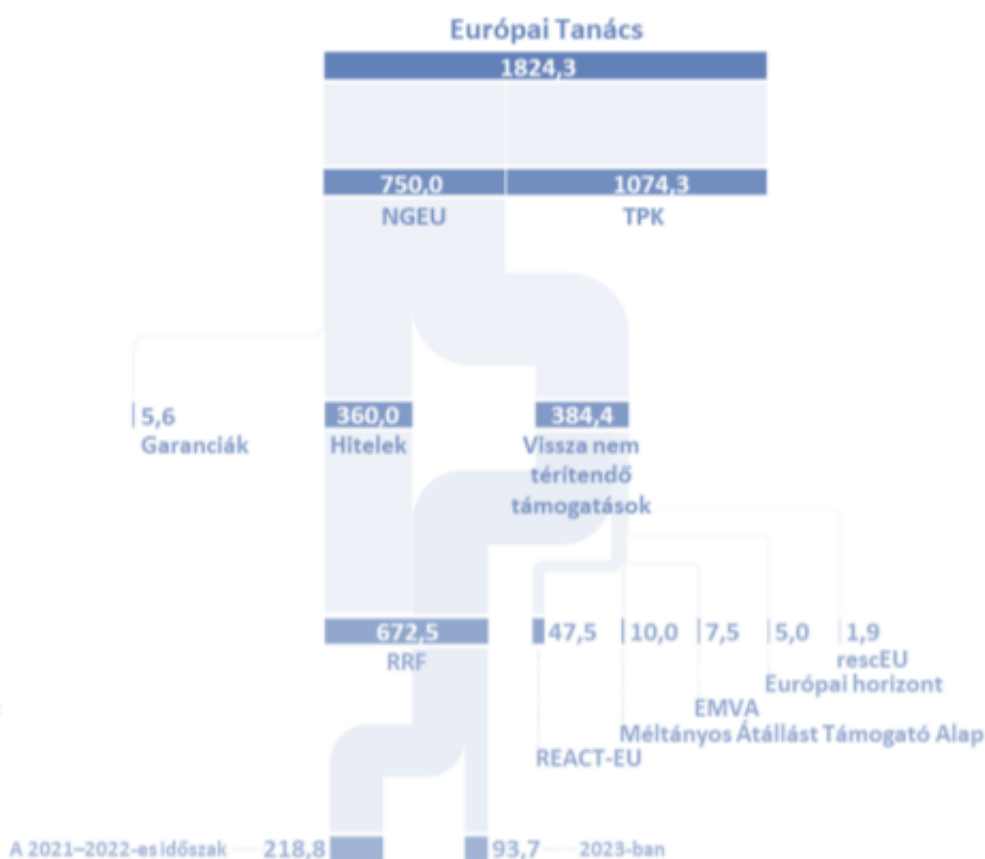 Európai Tanács
1824,3
750,0 1074,3
NGEU TPK
5,6 360,0 384,4
Garanciák Hitelek Vissza nem
térítendő
támogatások
672,5 47,5 10,0 7,5 5,0 1,9
RRF rescEU
Európai horizont
EMVA
Méltányos Átállást Támogató Alap
REACT-EU
A 2021–2022-es időszak 218,8 93,7 2023-ban